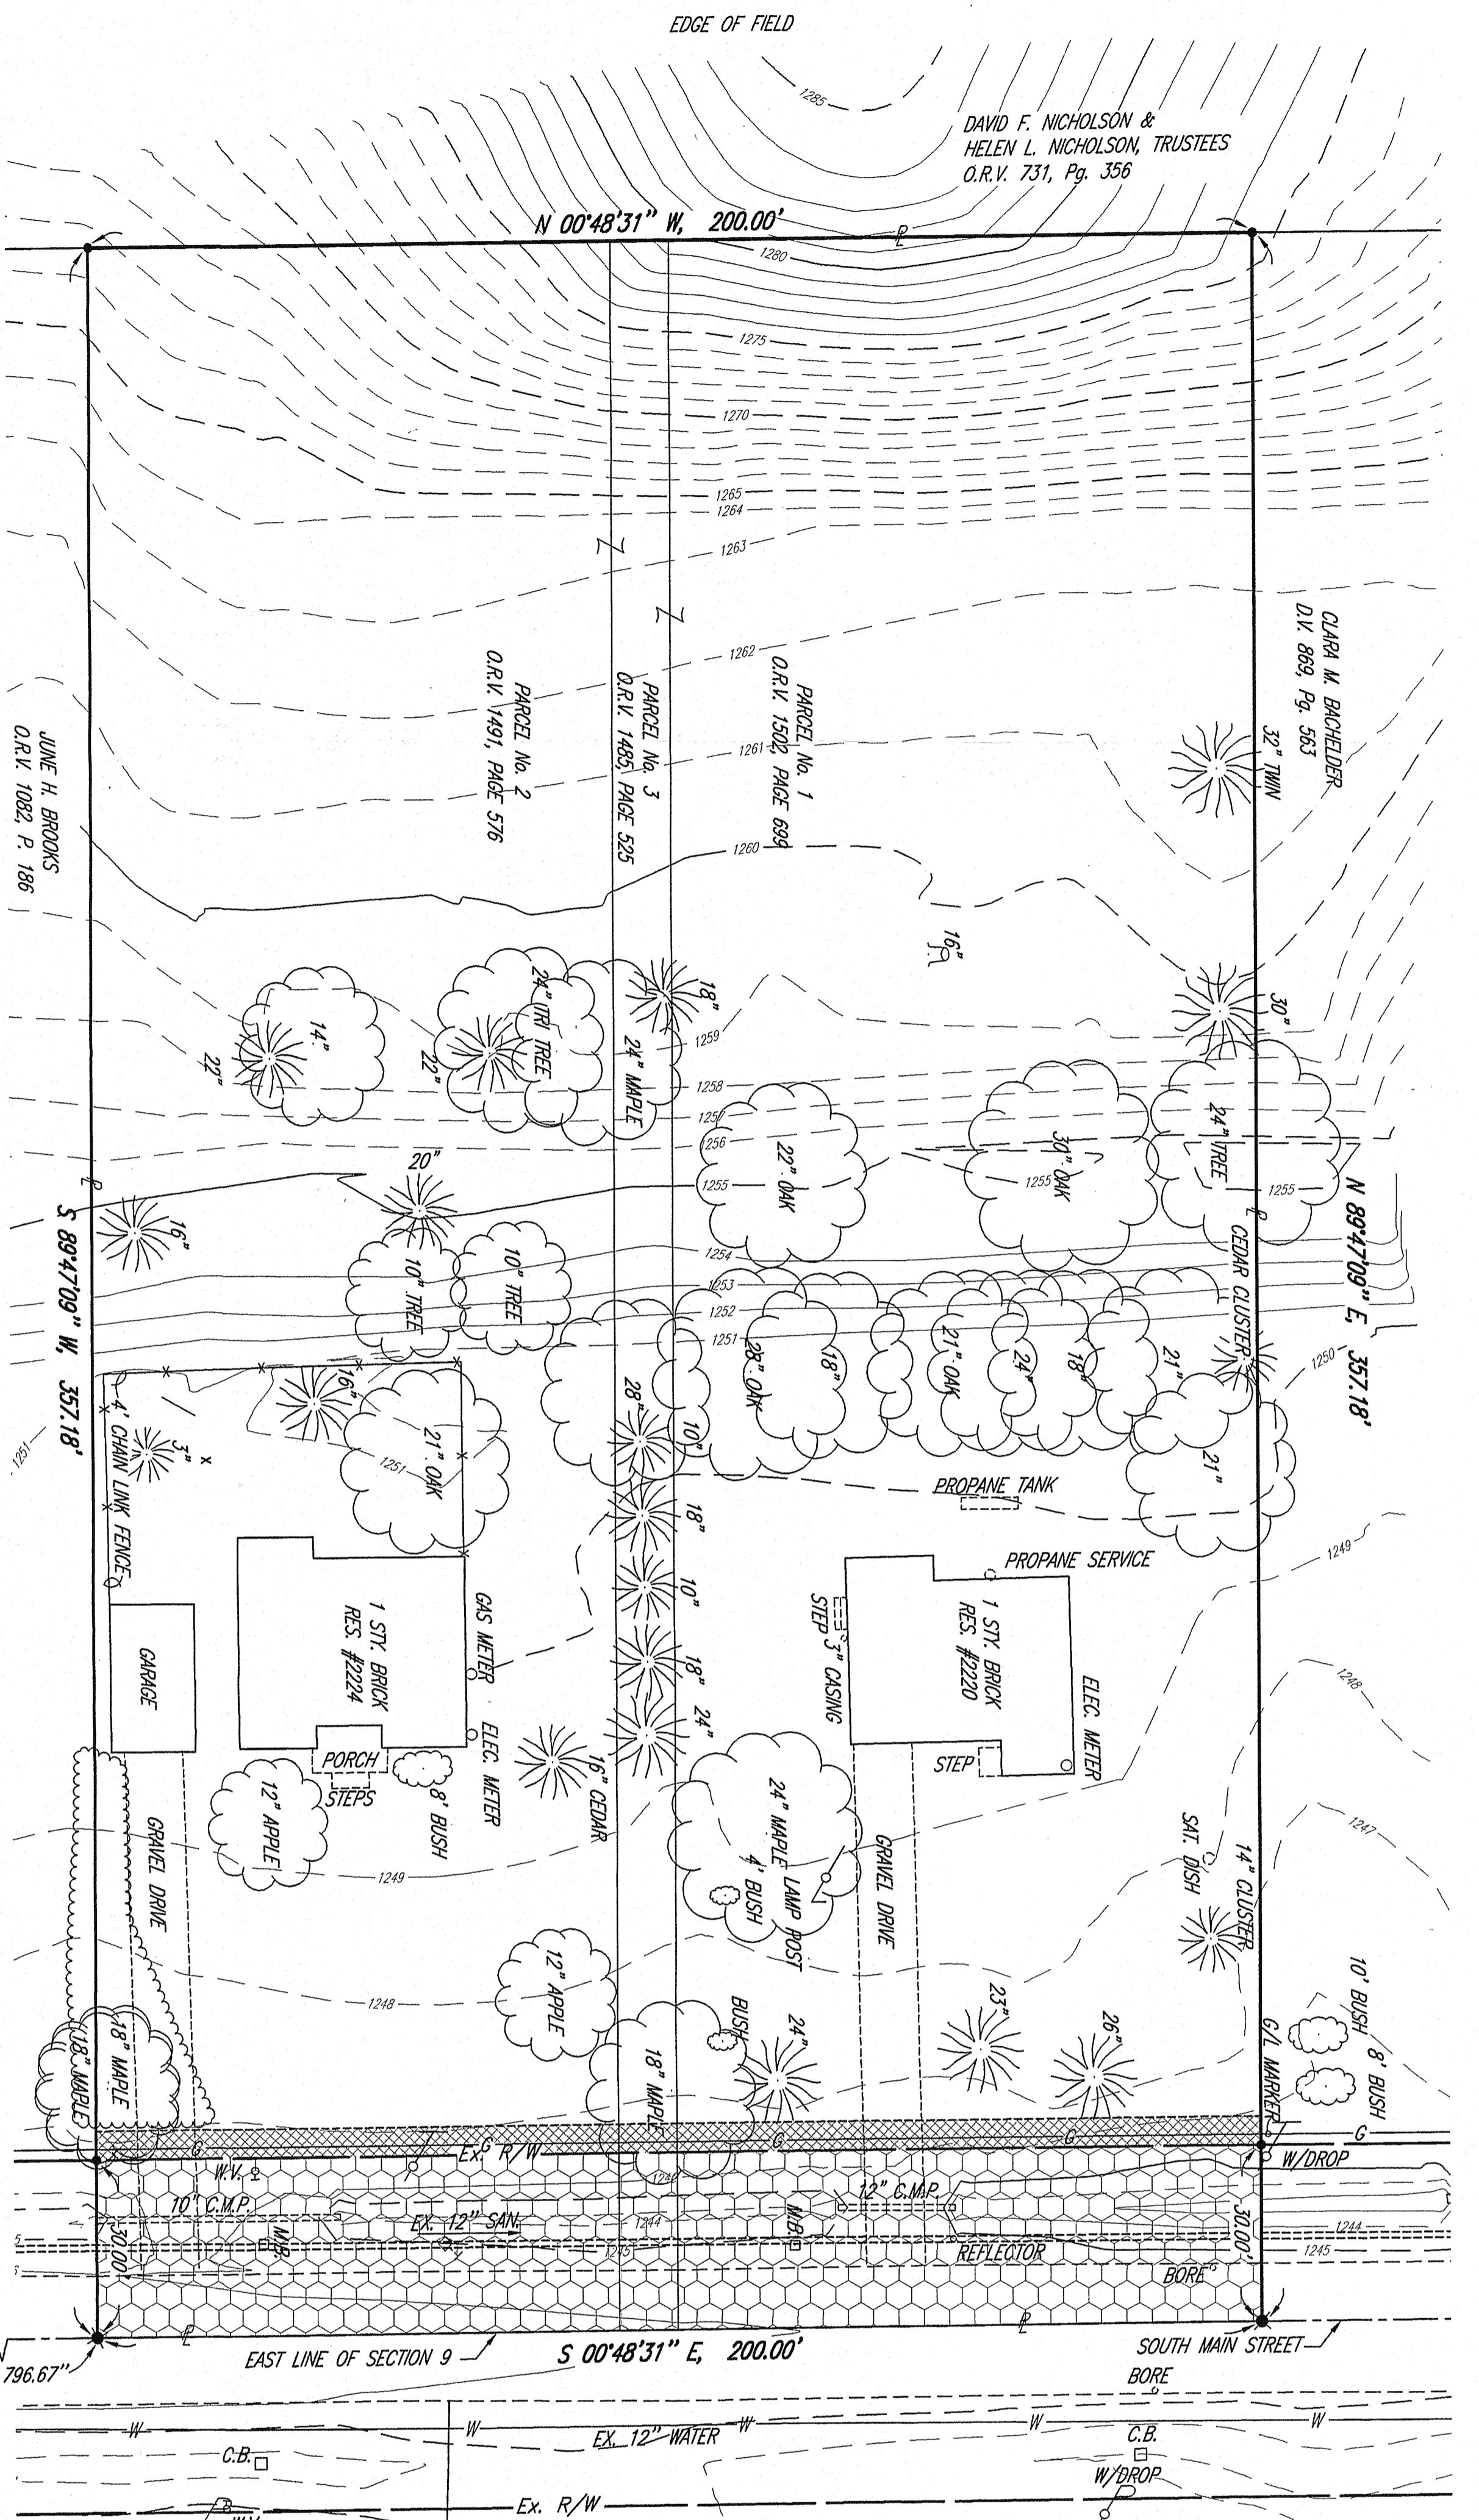 EDGE OF FIELD
1285
DAVID F. NICHOLSON &
HELEN L. NICHOLSON, TRUSTEES
O.R.V. 731, Pg. 356
N 00°48'31" W, 200.00'
P
L
1280
1275
1270
1265
1264
1263
1262
1261
1260
CLARA M. BACHELDER
D.V. 869, Pg. 563
PARCEL No. 1
O.R.V. 1502, PAGE 699
PARCEL No. 3
O.R.V. 1485, PAGE 525
PARCEL No. 2
O.R.V. 1491, PAGE 576
JUNE H. BROOKS
O.R.V. 1082, P. 186
32" TWIN
16"
30"
18"
24" TRI TREE
24" MAPLE
14"
22"
22"
1259
1258
1257
1256
1255
1255
1255
22" OAK
30" OAK
24" TREE
20"
16"
P
L
P
L
S 89°47'09" W, 357.18'
N 89°47'09" E, 357.18'
CEDAR CLUSTER
10" TREE
10" TREE
1254
1253
1252
1251
1250
28" OAK
18"
21" OAK
24"
18"
21"
21"
16"
28"
10"
3"
4' CHAIN LINK FENCE
21" OAK
1251
1251
PROPANE TANK
18"
1249
PROPANE SERVICE
10"
GAS METER
1 STY. BRICK
RES. #2224
STEP
3" CASING
1 STY. BRICK
RES. #2220
GARAGE
18"
1248
24"
ELEC. METER
ELEC. METER
PORCH
STEPS
STEP
8' BUSH
16" CEDAR
12" APPLE
24" MAPLE
LAMP POST
4' BUSH
GRAVEL DRIVE
GRAVEL DRIVE
SAT. DISH
14" CLUSTER
1247
1249
1248
12" APPLE
BUSH
24"
23"
26"
10' BUSH
8' BUSH
G/L MARKER
18" MAPLE
18" MAPLE
18" MAPLE
G
G
G
G
G
Ex. R/W
W/DROP
W.V.
10" C.M.P.
12" C.M.P.
M.B.
M.B.
EX. 12" SAN.
1244
1244
1245
1245
30.00'
30.00'
REFLECTOR
BORE
P
L
P
L
EAST LINE OF SECTION 9
S 00°48'31" E, 200.00'
SOUTH MAIN STREET
796.67"
BORE
W
W
W
W
W
EX. 12" WATER
C.B.
C.B.
W/DROP
Ex. R/W